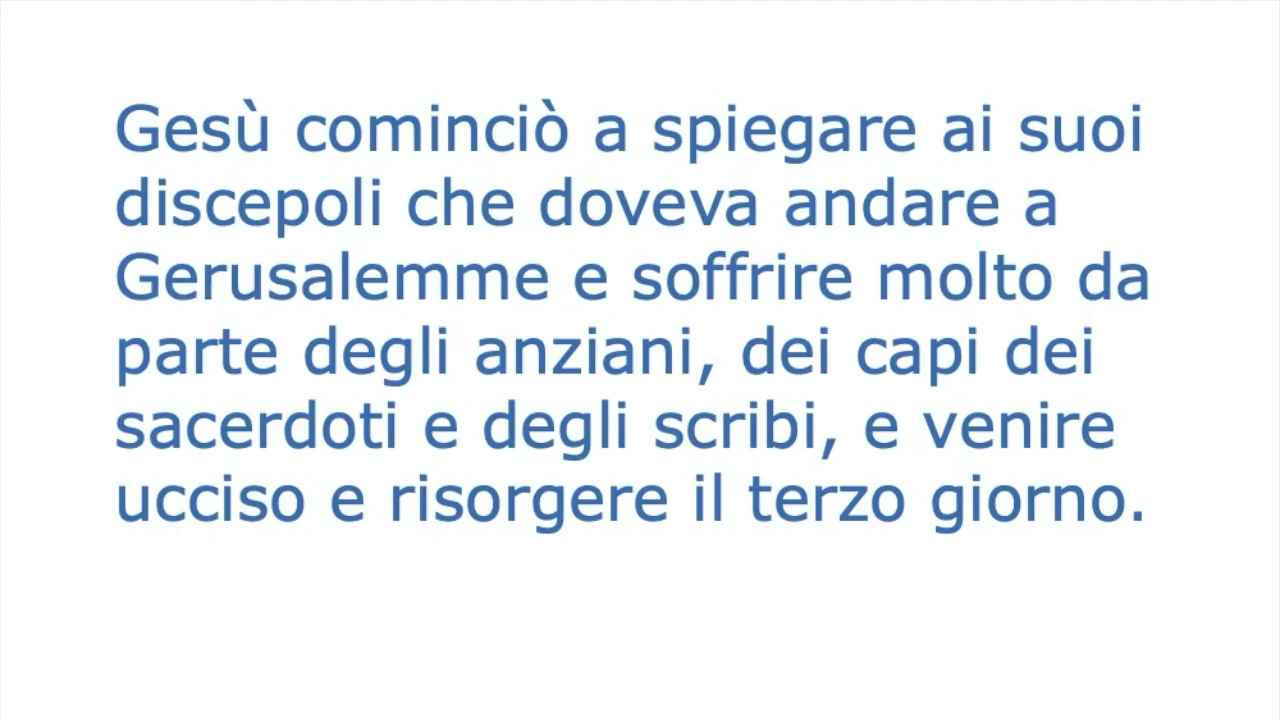 Gesù cominciò a spiegare ai suoi
discepoli che doveva andare a
Gerusalemme e soffrire molto da
parte degli anziani, dei capi dei
sacerdoti e degli scribi, e venire
ucciso e risorgere il terzo giorno.